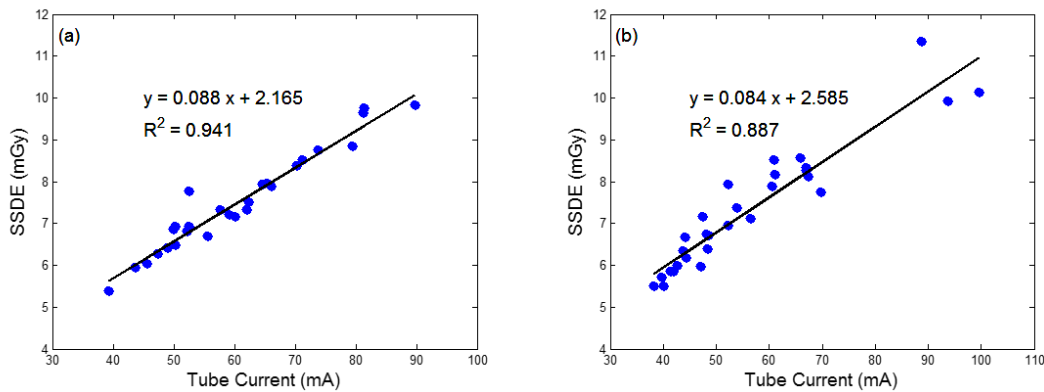 (a)
y = 0.088 x + 2.165
R² = 0.941
SSDE (mGy)
12
11
10
9
8
7
6
5
4
30 40 50 60 70 80 90 100
Tube Current (mA)
(b)
y = 0.084 x + 2.585
R² = 0.887
SSDE (mGy)
12
11
10
9
8
7
6
5
4
30 40 50 60 70 80 90 100 110
Tube Current (mA)